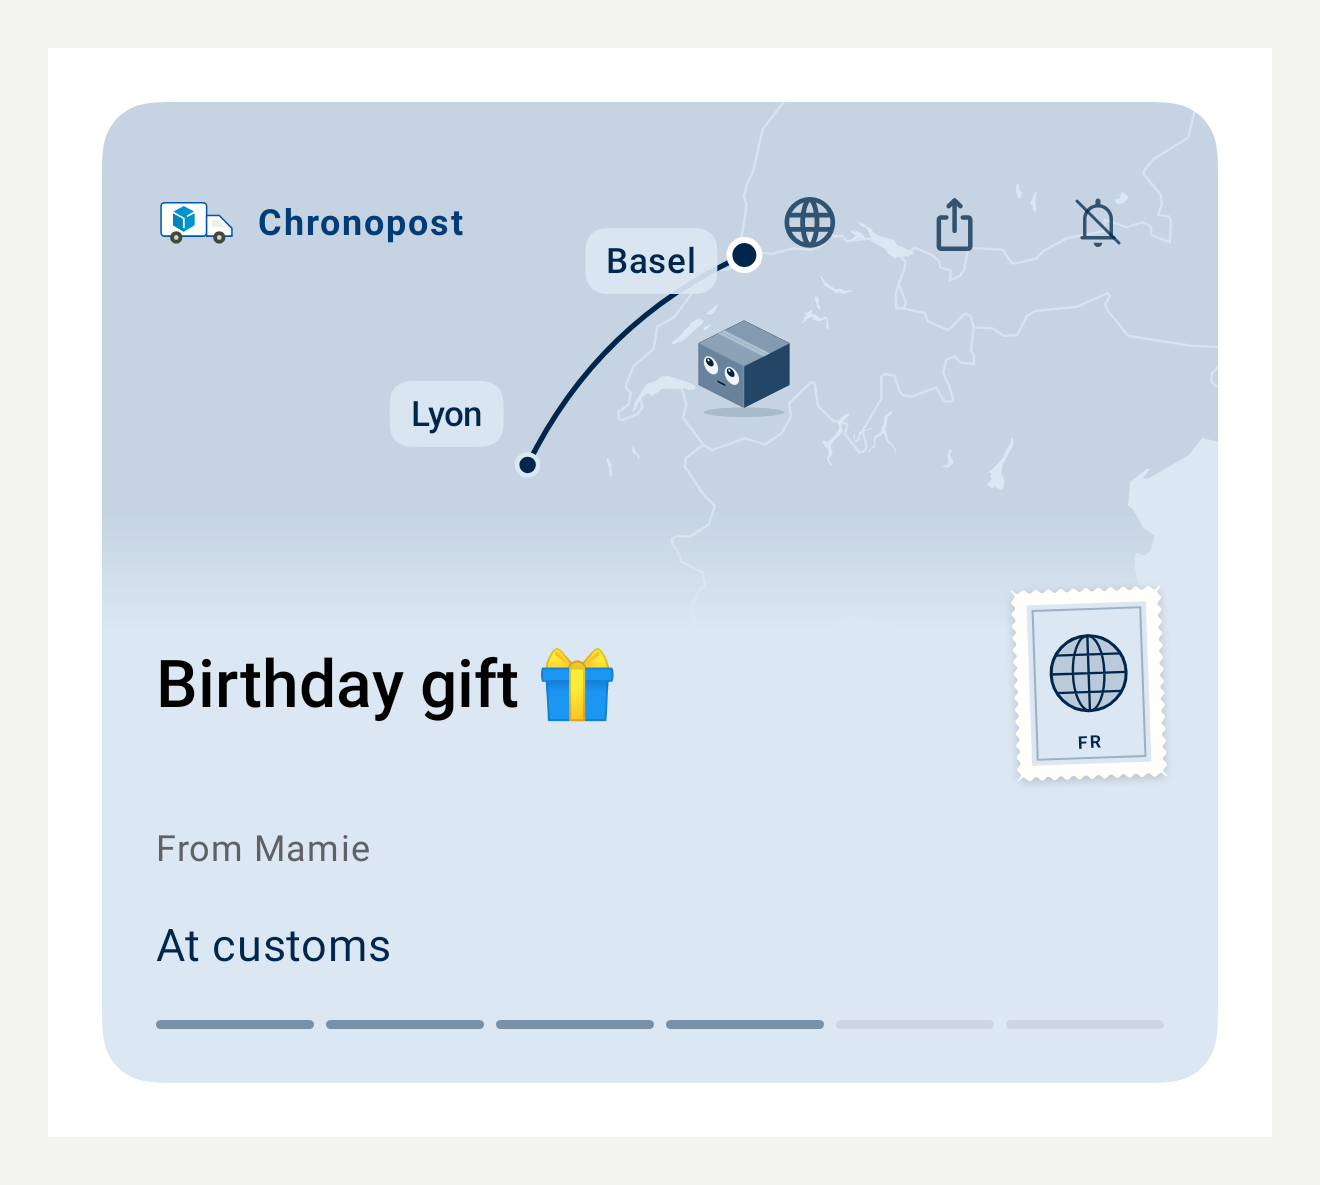 Chronopost
Basel
Lyon
Birthday gift 🎁
FR
From Mamie
At customs